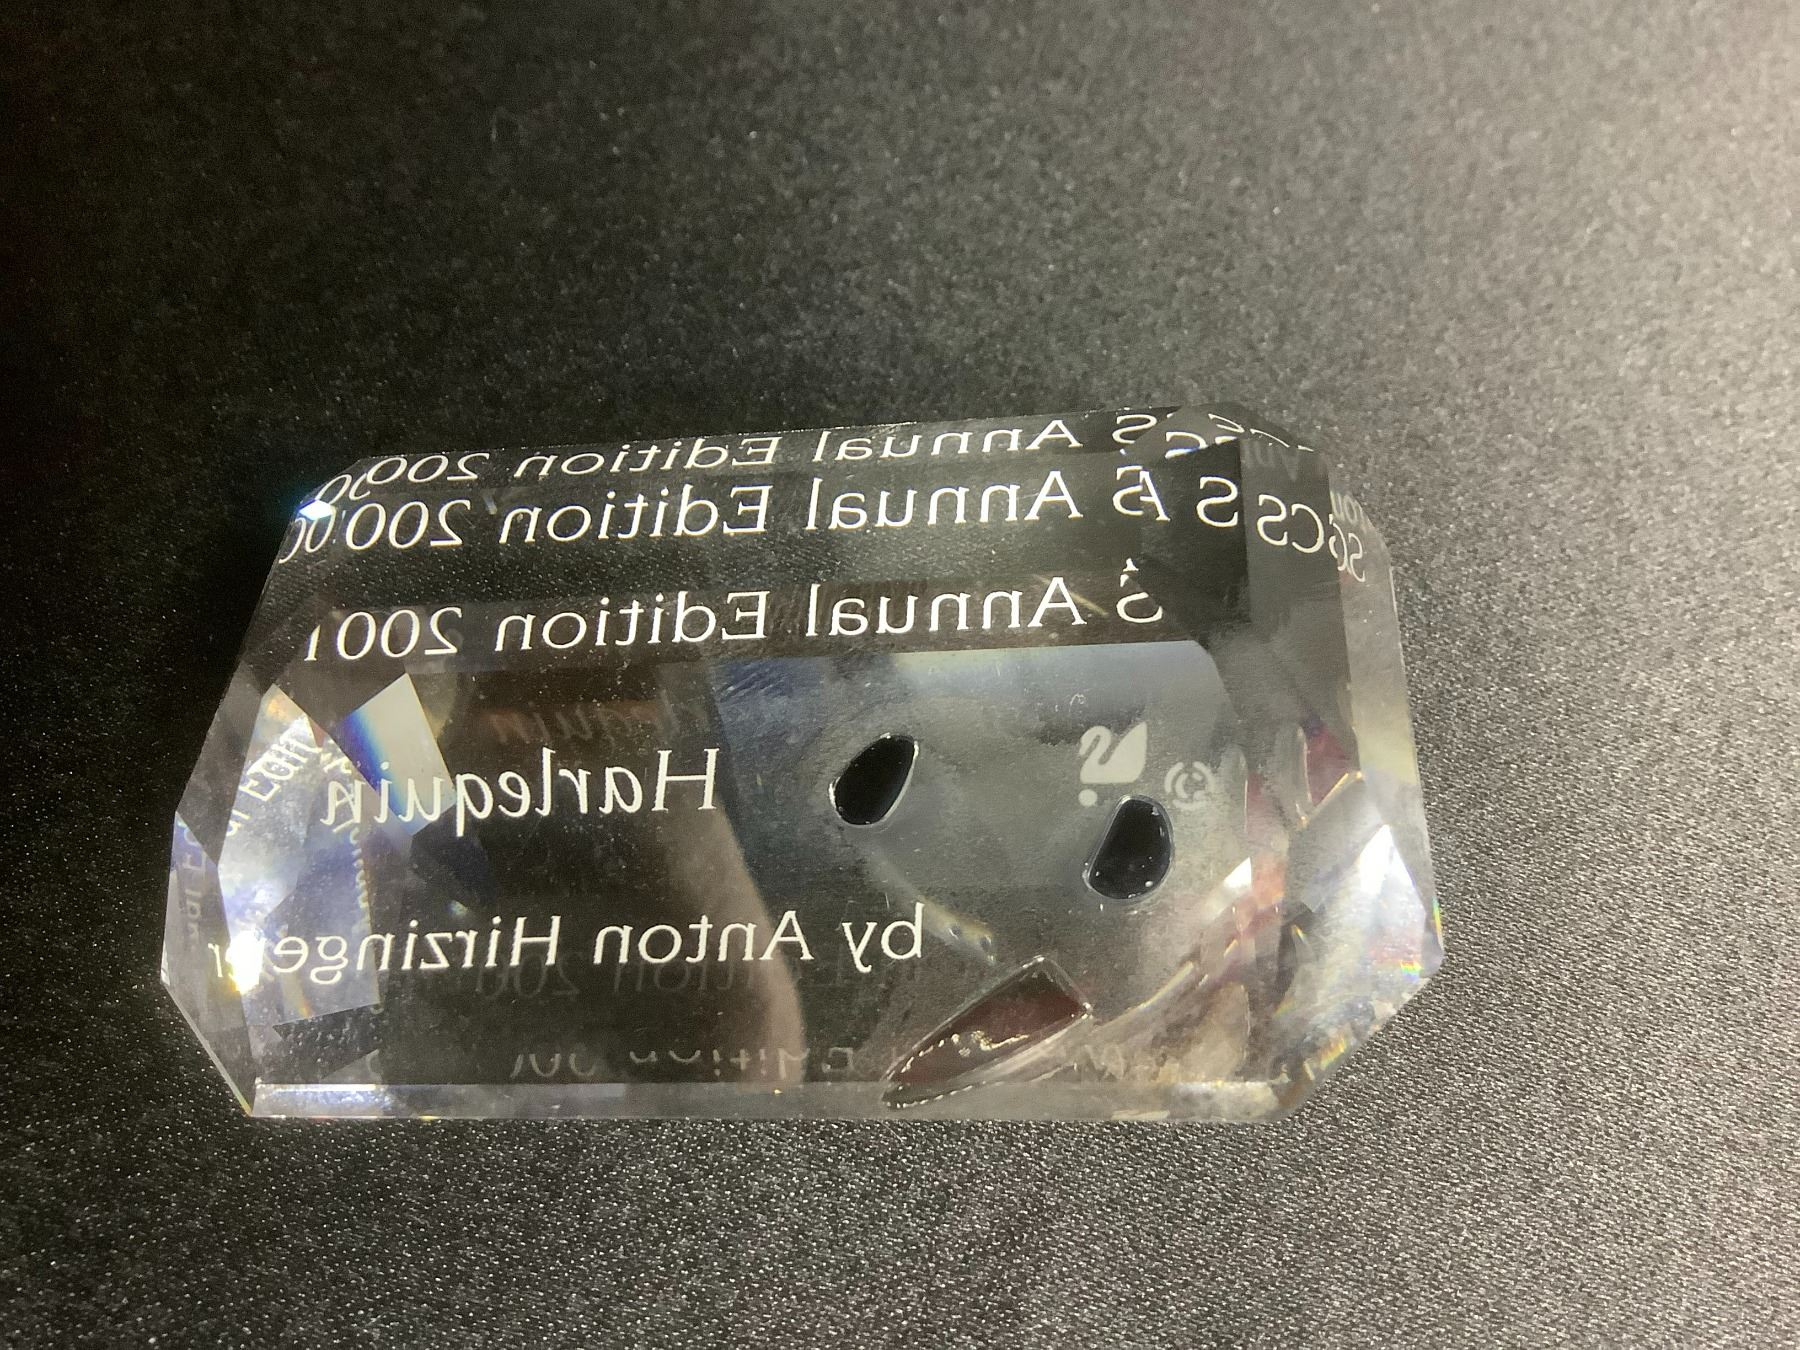 SCS Annual Edition 2001
Harlequin
by Anton Hirzinger